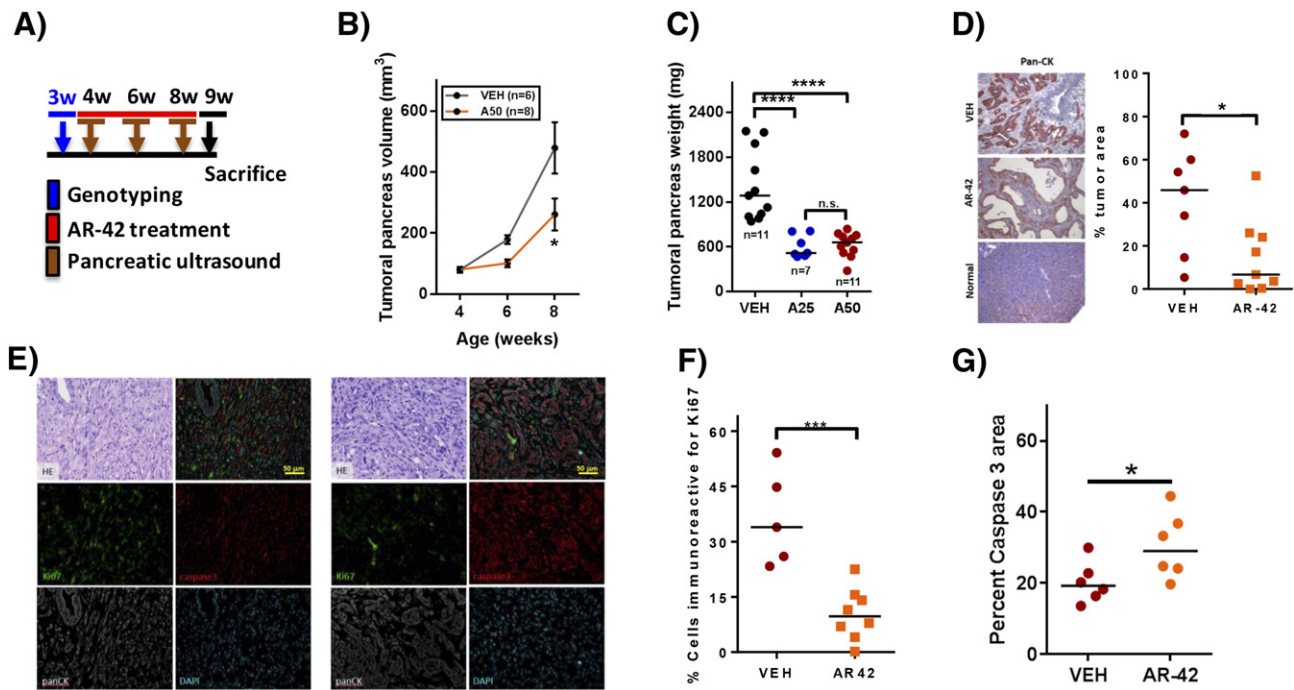 A)
3w 4w 6w 8w 9w
Sacrifice
Genotyping
AR-42 treatment
Pancreatic ultrasound
B)
Tumoral pancreas volume (mm³)
600
400
200
0
VEH (n=6)
A50 (n=8)
*
4 6 8
Age (weeks)
C)
Tumoral pancreas weight (mg)
2400
1800
1200
600
0
****
****
n.s.
n=11
n=7
n=11
VEH A25 A50
D)
Pan-CK
VEH
AR-42
Normal
% tumor area
100
80
60
40
20
0
*
VEH AR-42
E)
HE
50 µm
Ki67
caspase3
panCK
DAPI
HE
50 µm
Ki67
caspase3
panCK
DAPI
F)
% Cells immunoreactive for Ki67
60
45
30
15
0
***
VEH AR42
G)
Percent Caspase 3 area
60
40
20
0
*
VEH AR-42